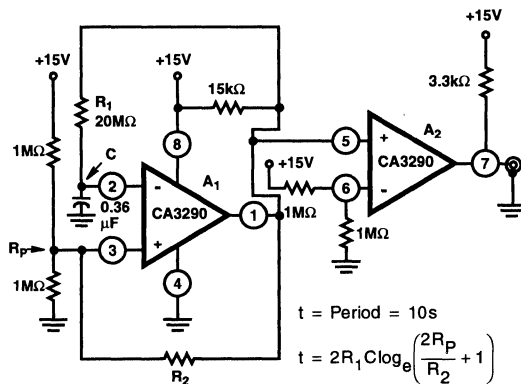 +15V
+15V
+15V
+15V
15kΩ
3.3kΩ
R1
20MΩ
1MΩ
8
A1
A2
C
5
+
CA3290
7
+15V
2
-
6
-
0.36
μF
CA3290
1
1MΩ
RP
3
+
1MΩ
1MΩ
4
R2
t = Period = 10s
t = 2R1Cloge(2RP/R2 + 1)